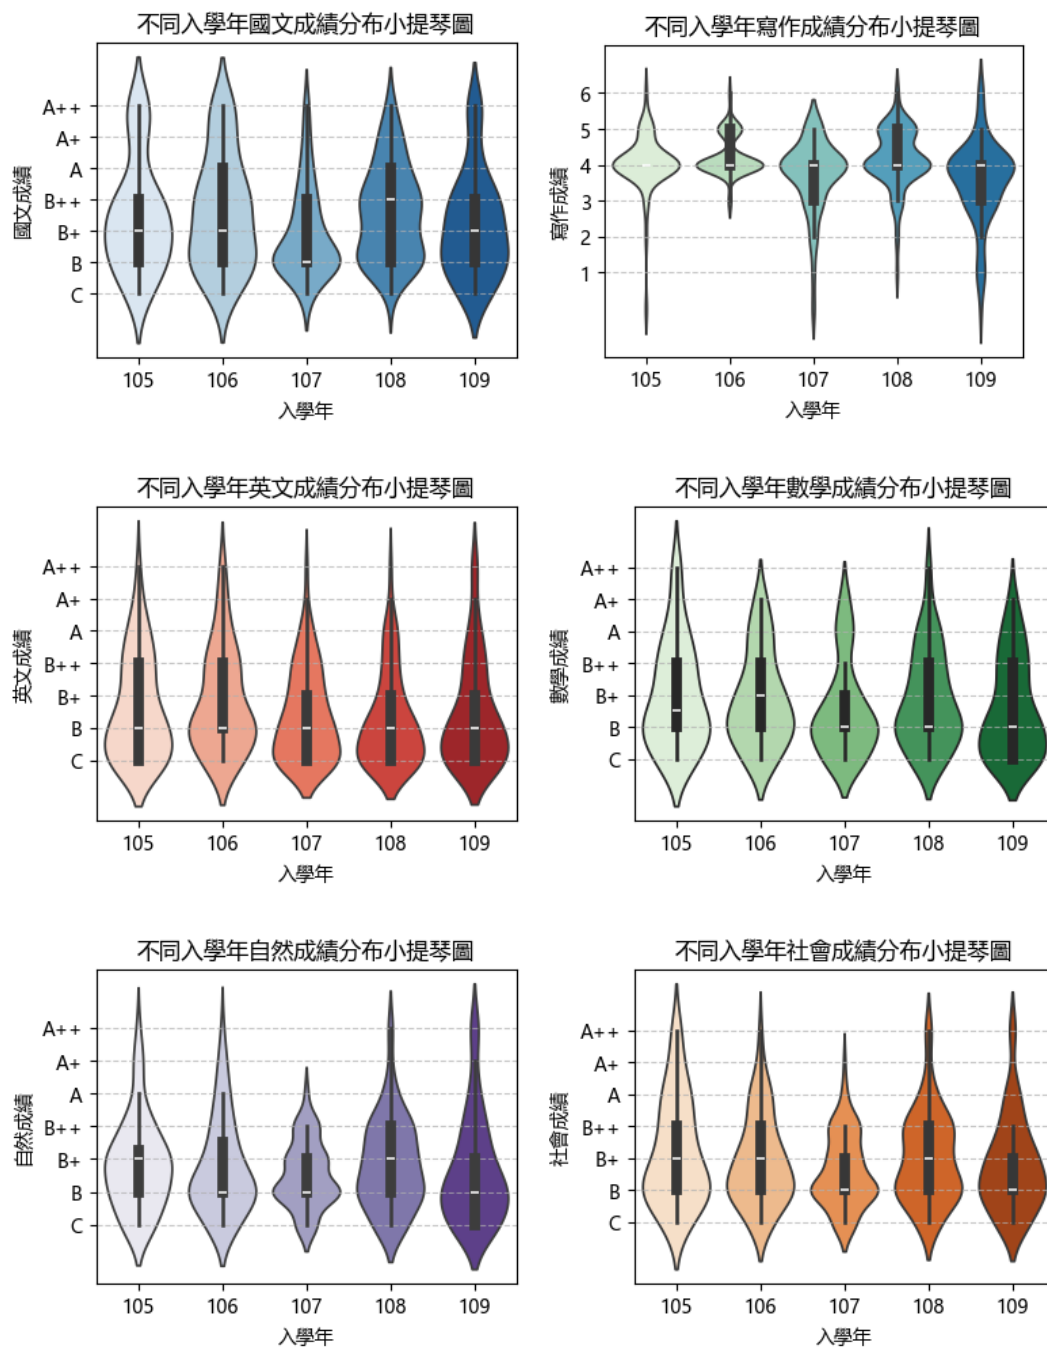 不同入學年國文成績分布小提琴圖
國文成績
A++
A+
A
B++
B+
B
C
105 106 107 108 109
入學年
不同入學年寫作成績分布小提琴圖
寫作成績
6
5
4
3
2
1
105 106 107 108 109
入學年
不同入學年英文成績分布小提琴圖
英文成績
A++
A+
A
B++
B+
B
C
105 106 107 108 109
入學年
不同入學年數學成績分布小提琴圖
數學成績
A++
A+
A
B++
B+
B
C
105 106 107 108 109
入學年
不同入學年自然成績分布小提琴圖
自然成績
A++
A+
A
B++
B+
B
C
105 106 107 108 109
入學年
不同入學年社會成績分布小提琴圖
社會成績
A++
A+
A
B++
B+
B
C
105 106 107 108 109
入學年